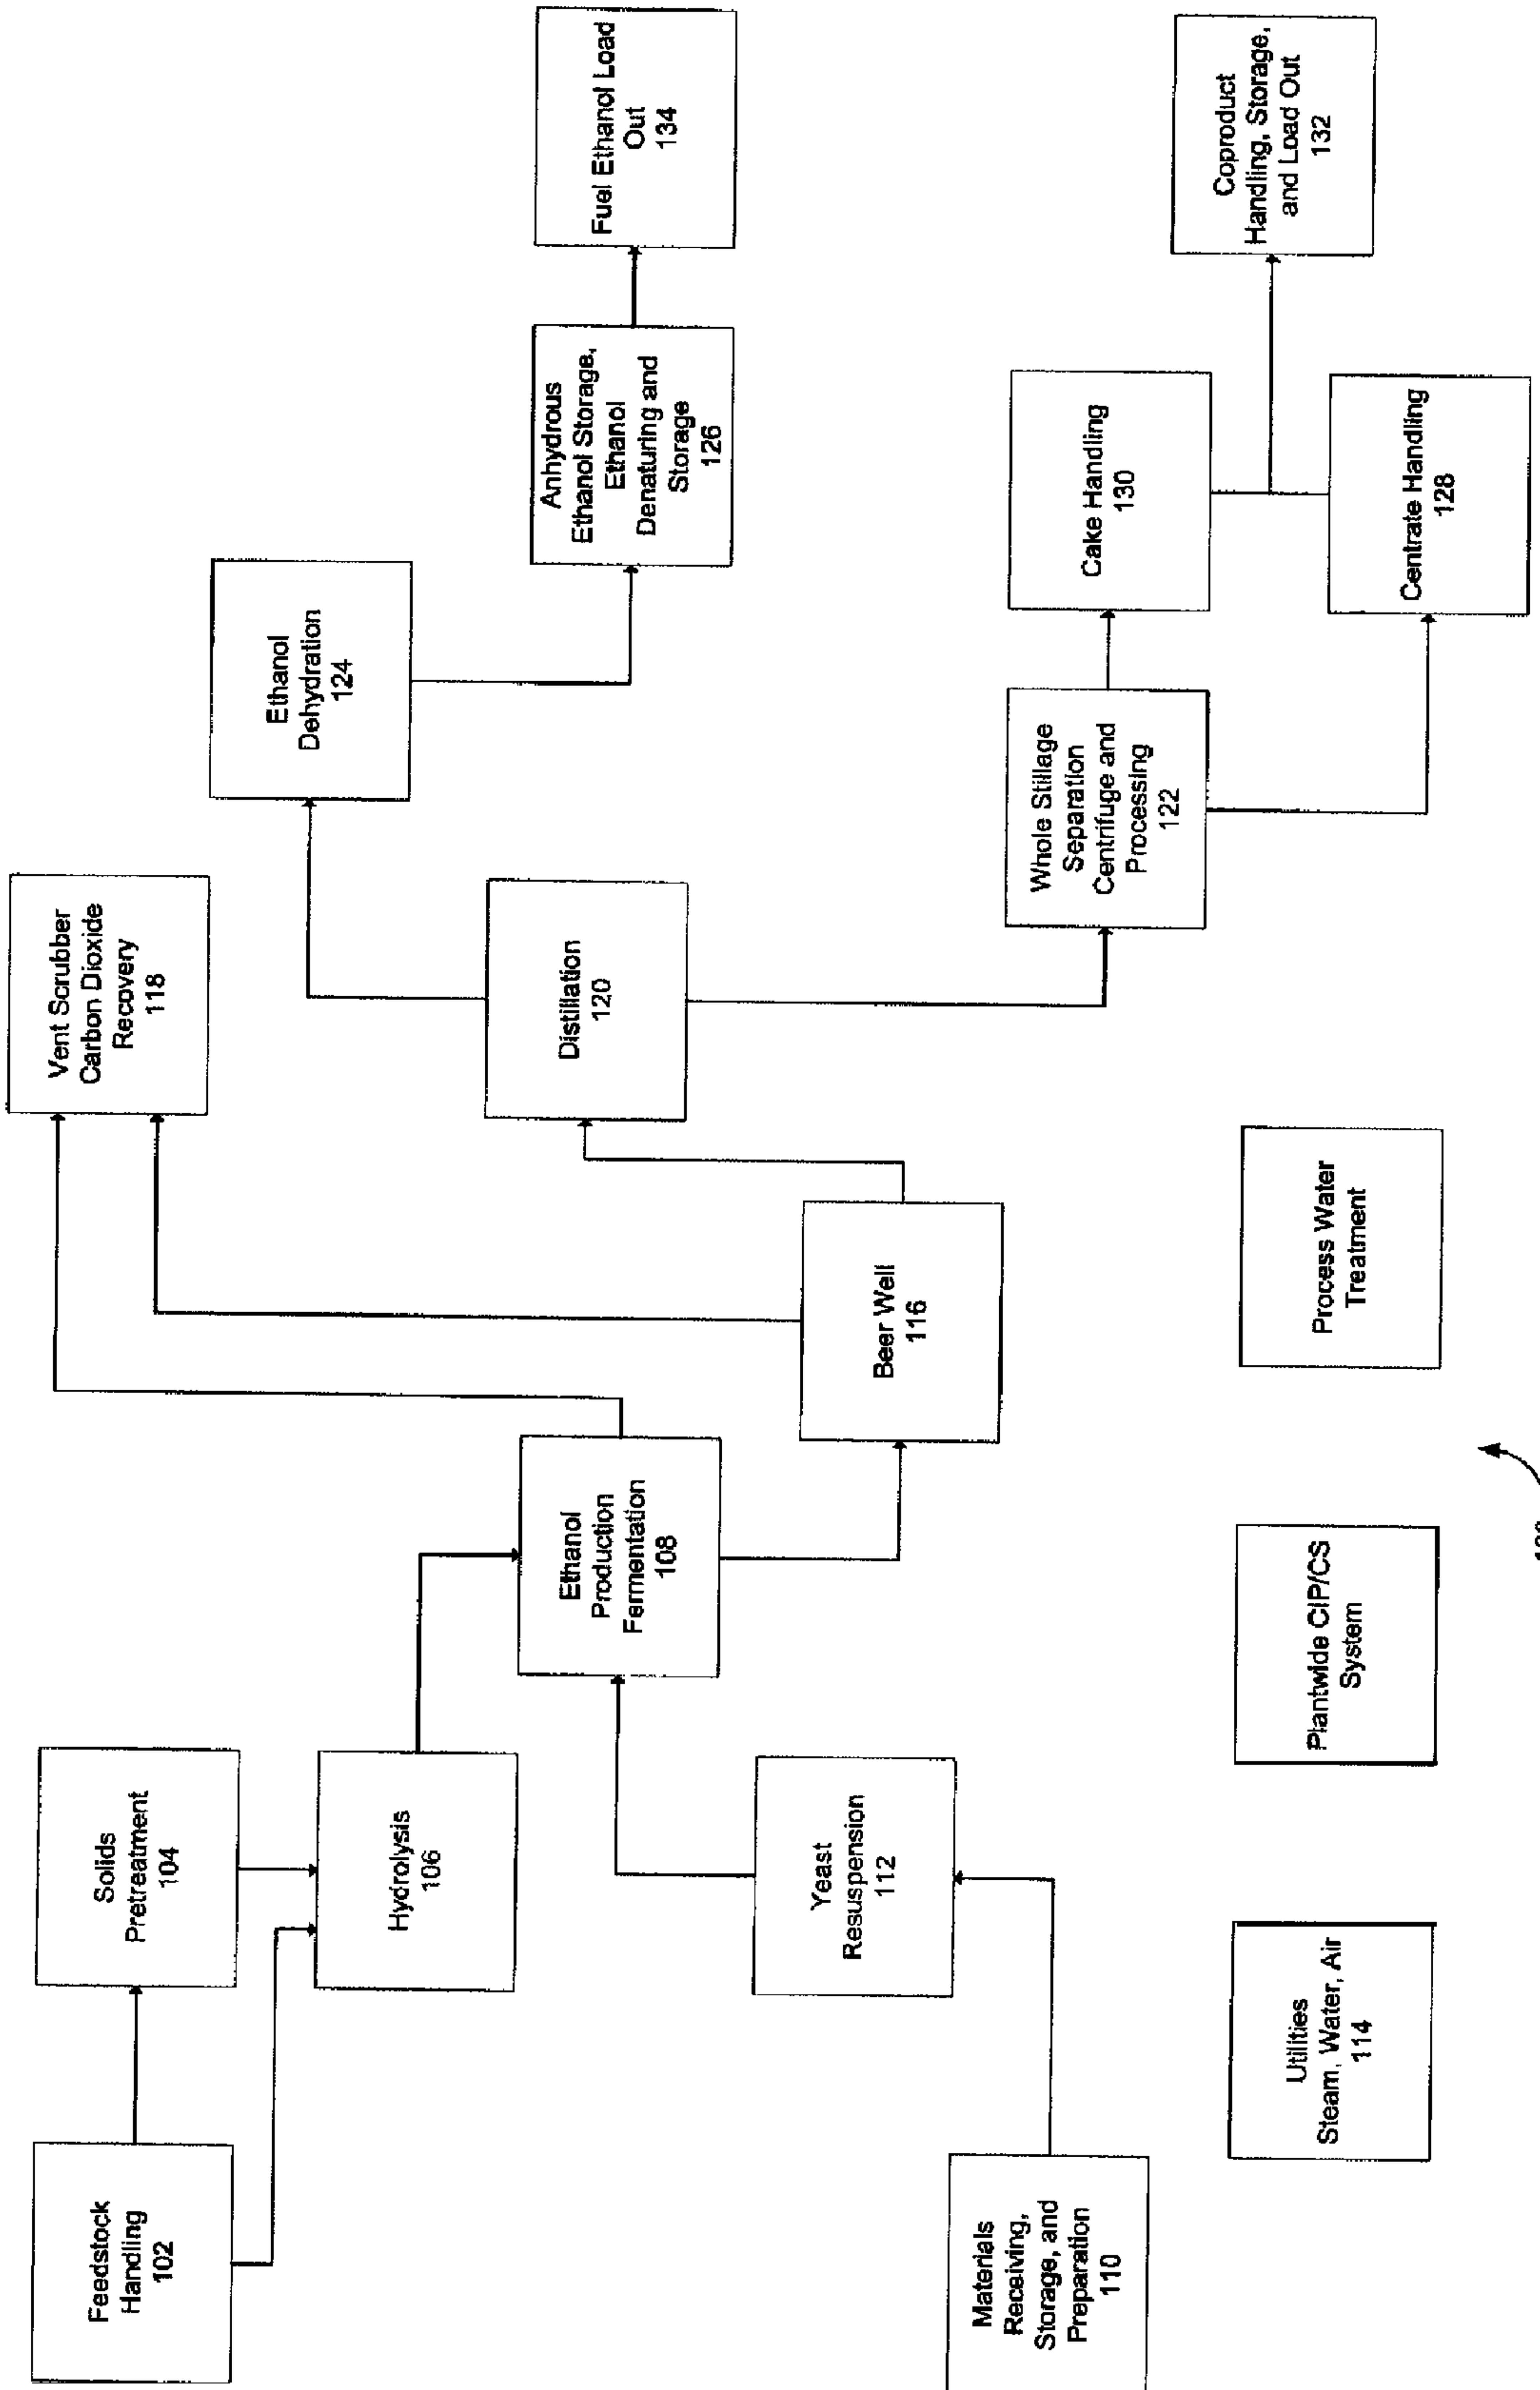 Feedstock
Handling
102
Solids
Pretreatment
104
Hydrolysis
106
Materials
Receiving,
Storage, and
Preparation
110
Yeast
Resuspension
112
Ethanol
Production
Fermentation
108
Beer Well
116
Vent Scrubber
Carbon Dioxide
Recovery
118
Distillation
120
Ethanol
Dehydration
124
Anhydrous
Ethanol Storage,
Ethanol
Denaturing and
Storage
126
Fuel Ethanol Load
Out
134
Whole Stillage
Separation
Centrifuge and
Processing
122
Cake Handling
130
Centrate Handling
128
Coproduct
Handling, Storage,
and Load Out
132
Utilities
Steam, Water, Air
114
Plantwide CIP/CS
System
Process Water
Treatment